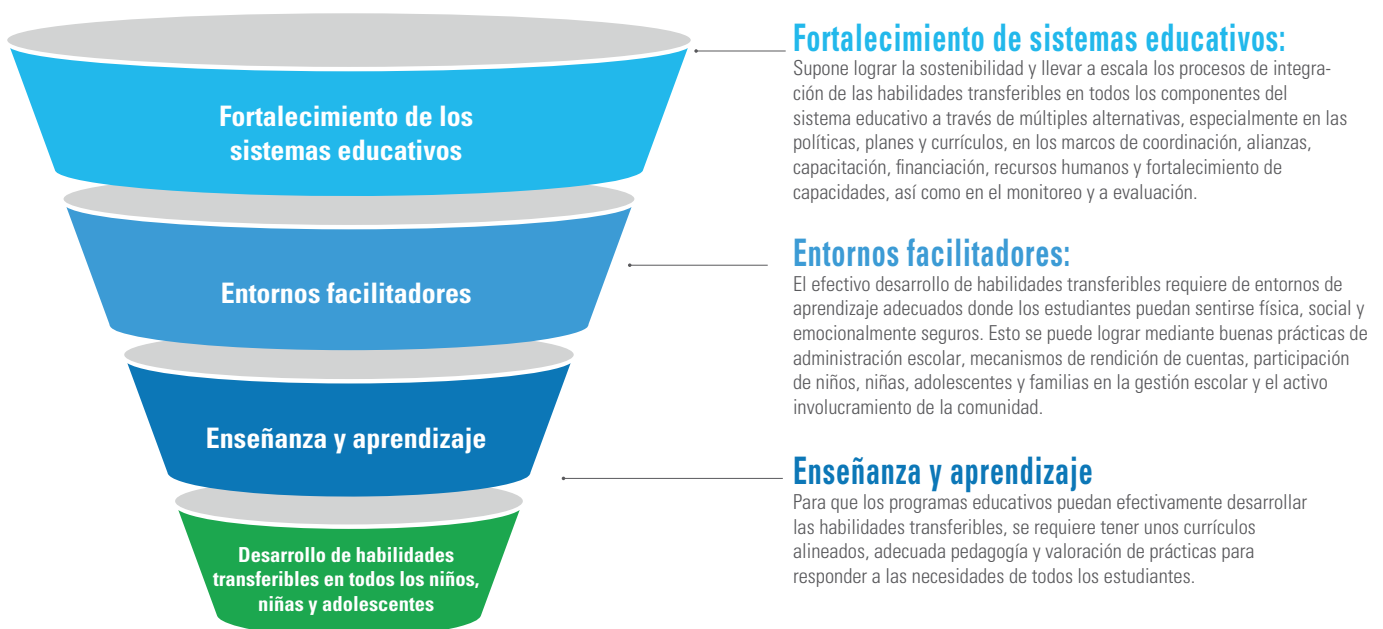 Fortalecimiento de los
sistemas educativos
Entornos facilitadores
Enseñanza y aprendizaje
Desarrollo de habilidades
transferibles en todos los niños,
niñas y adolescentes
Fortalecimiento de sistemas educativos:
Supone lograr la sostenibilidad y llevar a escala los procesos de integra-
ción de las habilidades transferibles en todos los componentes del
sistema educativo a través de múltiples alternativas, especialmente en las
políticas, planes y currículos, en los marcos de coordinación, alianzas,
capacitación, financiación, recursos humanos y fortalecimiento de
capacidades, así como en el monitoreo y a evaluación.
Entornos facilitadores:
El efectivo desarrollo de habilidades transferibles requiere de entornos de
aprendizaje adecuados donde los estudiantes puedan sentirse física, social y
emocionalmente seguros. Esto se puede lograr mediante buenas prácticas de
administración escolar, mecanismos de rendición de cuentas, participación
de niños, niñas, adolescentes y familias en la gestión escolar y el activo
involucramiento de la comunidad.
Enseñanza y aprendizaje
Para que los programas educativos puedan efectivamente desarrollar
las habilidades transferibles, se requiere tener unos currículos
alineados, adecuada pedagogía y valoración de prácticas para
responder a las necesidades de todos los estudiantes.